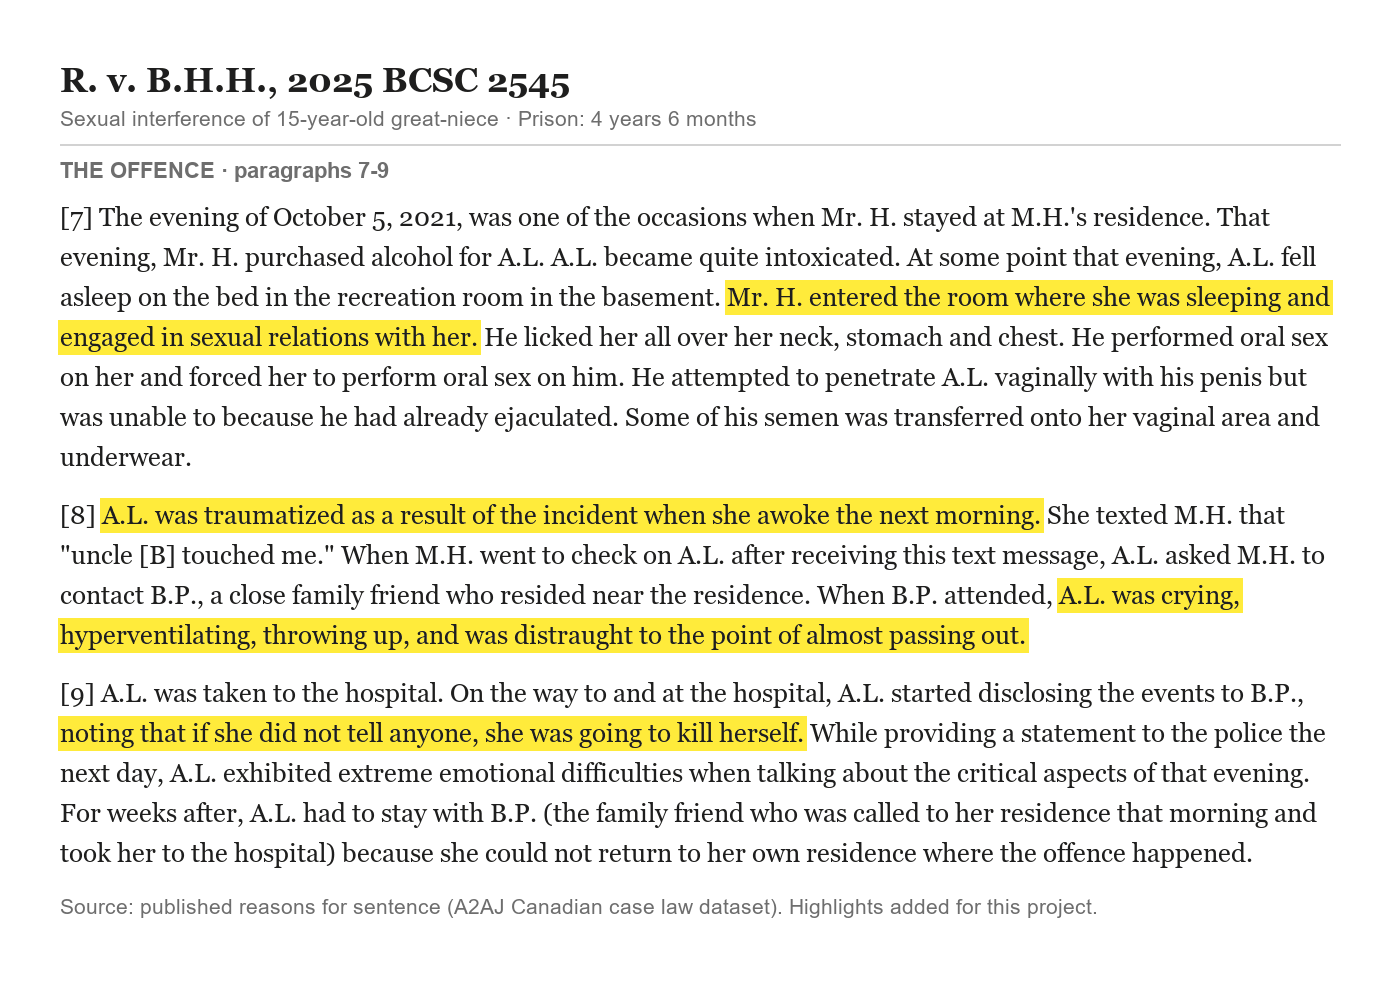 R. v. B.H.H., 2025 BCSC 2545
Sexual interference of 15-year-old great-niece · Prison: 4 years 6 months
THE OFFENCE · paragraphs 7-9
[7] The evening of October 5, 2021, was one of the occasions when Mr. H. stayed at M.H.'s residence. That
evening, Mr. H. purchased alcohol for A.L. A.L. became quite intoxicated. At some point that evening, A.L. fell
asleep on the bed in the recreation room in the basement. Mr. H. entered the room where she was sleeping and
engaged in sexual relations with her. He licked her all over her neck, stomach and chest. He performed oral sex
on her and forced her to perform oral sex on him. He attempted to penetrate A.L. vaginally with his penis but
was unable to because he had already ejaculated. Some of his semen was transferred onto her vaginal area and
underwear.
[8] A.L. was traumatized as a result of the incident when she awoke the next morning. She texted M.H. that
"uncle [B] touched me." When M.H. went to check on A.L. after receiving this text message, A.L. asked M.H. to
contact B.P., a close family friend who resided near the residence. When B.P. attended, A.L. was crying,
hyperventilating, throwing up, and was distraught to the point of almost passing out.
[9] A.L. was taken to the hospital. On the way to and at the hospital, A.L. started disclosing the events to B.P.,
noting that if she did not tell anyone, she was going to kill herself. While providing a statement to the police the
next day, A.L. exhibited extreme emotional difficulties when talking about the critical aspects of that evening.
For weeks after, A.L. had to stay with B.P. (the family friend who was called to her residence that morning and
took her to the hospital) because she could not return to her own residence where the offence happened.
Source: published reasons for sentence (A2AJ Canadian case law dataset). Highlights added for this project.